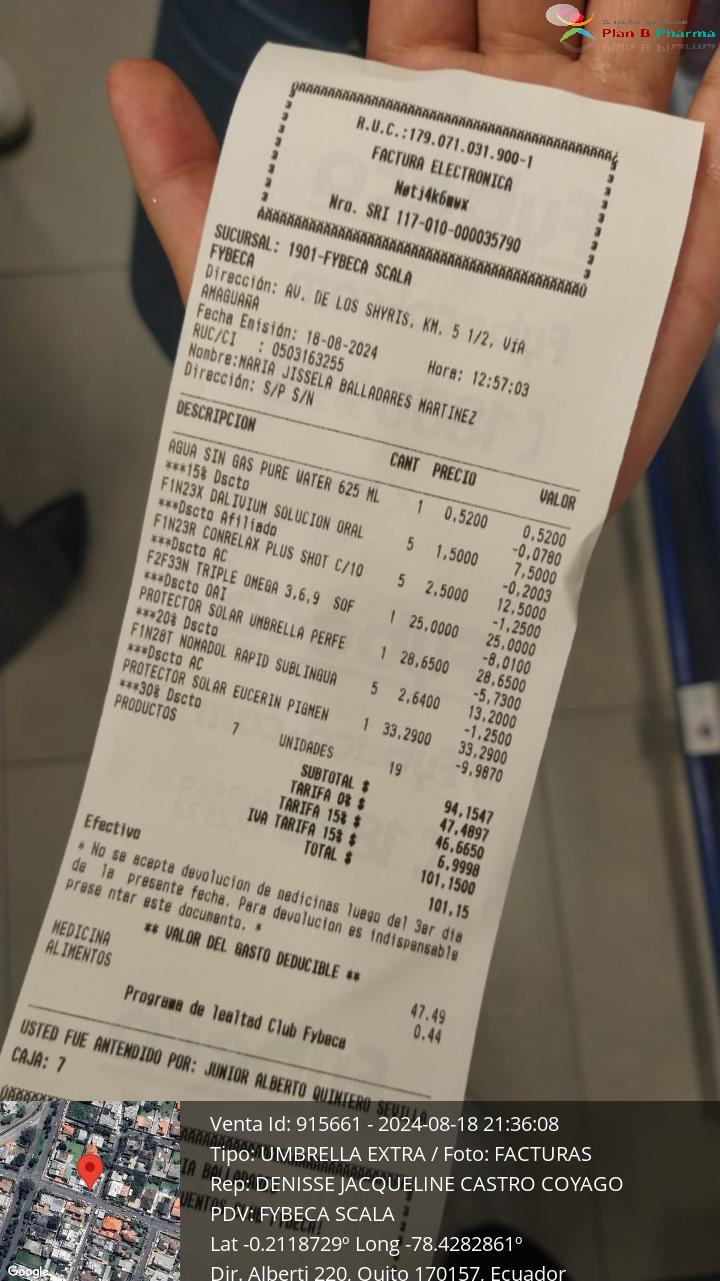 Plan B Pharma
R.U.C.:179.071.031.900-1
FACTURA ELECTRONICA
Nro. SRI 117-010-000035790
SUCURSAL: 1901-FYBECA SCALA
FYBECA
Dirección: AV. DE LOS SHYRIS, KM. 5 1/2, VíA
AMAGUAÑA
Fecha Emisión: 18-08-2024 Hora: 12:57:03
RUC/CI : 0503163255
Nombre:MARIA JISSELA BALLADARES MARTINEZ
Dirección: S/P S/N
DESCRIPCION CANT PRECIO VALOR
AGUA SIN GAS PURE WATER 625 ML 1 0,5200 0,5200
***15% Dscto -0,0780
F1N23X DALIVIUM SOLUCION ORAL 5 1,5000 7,5000
***Dscto Afiliado -0,2003
F1N23R CONRELAX PLUS SHOT C/10 5 2,5000 12,5000
***Dscto AC -1,2500
F2F33N TRIPLE OMEGA 3,6,9 SOF 1 25,0000 25,0000
***Dscto OAI -8,0100
PROTECTOR SOLAR UMBRELLA PERFE 1 28,6500 28,6500
***20% Dscto -5,7300
F1N28T NOMADOL RAPID SUBLINGUA 5 2,6400 13,2000
***Dscto AC -1,2500
PROTECTOR SOLAR EUCERIN PIGMEN 1 33,2900 33,2900
***30% Dscto -9,9870
PRODUCTOS 7 UNIDADES 19
SUBTOTAL $ 94,1547
TARIFA 0% $ 47,4897
TARIFA 15% $ 46,6650
IVA TARIFA 15% $ 6,9998
TOTAL $ 101,1500
Efectivo 101,15
* No se acepta devolucion de medicinas luego del 3er dia
de la presente fecha. Para devolucion es indispensable
prese ntar este documento. *
** VALOR DEL GASTO DEDUCIBLE **
MEDICINA 47.49
ALIMENTOS 0.44
Programa de lealtad Club Fybeca
USTED FUE ANTENDIDO POR: JUNIOR ALBERTO QUINTERO SEVILLA
CAJA: 7
Venta Id: 915661 - 2024-08-18 21:36:08
Tipo: UMBRELLA EXTRA / Foto: FACTURAS
Rep: DENISSE JACQUELINE CASTRO COYAGO
PDV: FYBECA SCALA
Lat -0.2118729º Long -78.4282861º
Dir. Alberti 220, Quito 170157, Ecuador
Google